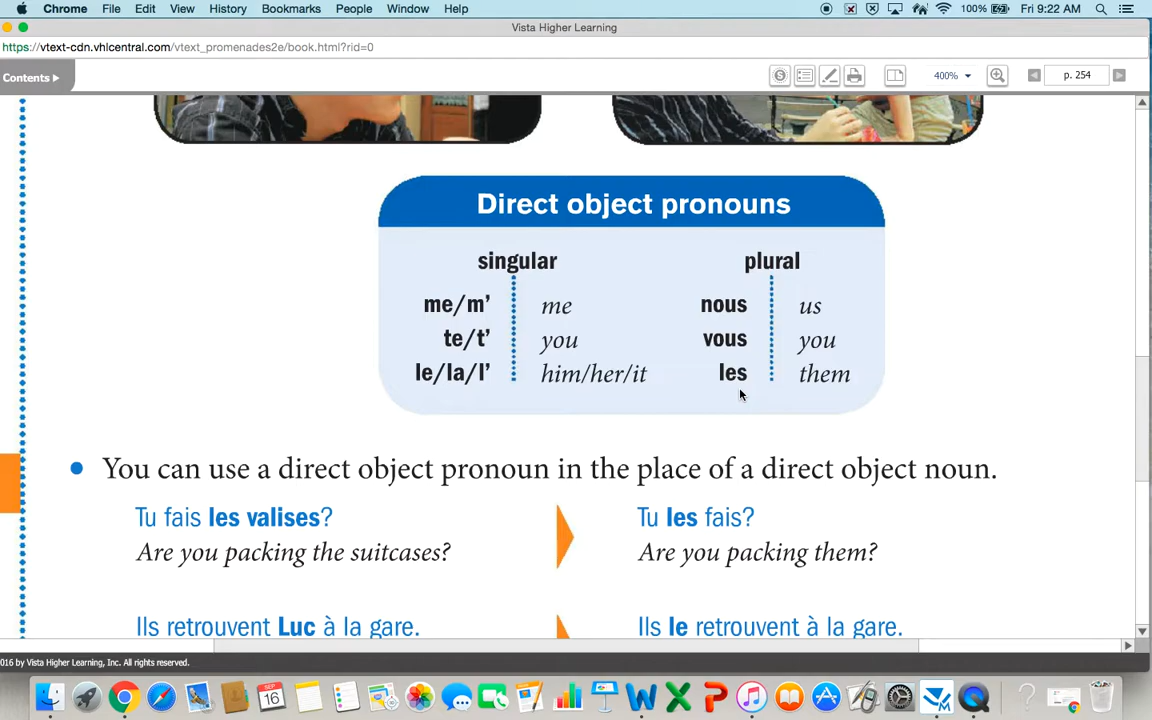 Chrome File Edit View History Bookmarks People Window Help 100% Fri 9:22 AM
Vista Higher Learning
https://vtext-cdn.vhlcentral.com/vtext_promenades2e/book.html?rid=0
Contents ▶ 400% p. 254
Direct object pronouns
singular plural
me/m’ me nous us
te/t’ you vous you
le/la/l’ him/her/it les them
• You can use a direct object pronoun in the place of a direct object noun.
Tu fais les valises? Tu les fais?
Are you packing the suitcases? Are you packing them?
Ils retrouvent Luc à la gare. Ils le retrouvent à la gare.
016 by Vista Higher Learning, Inc. All rights reserved.
SEP
16